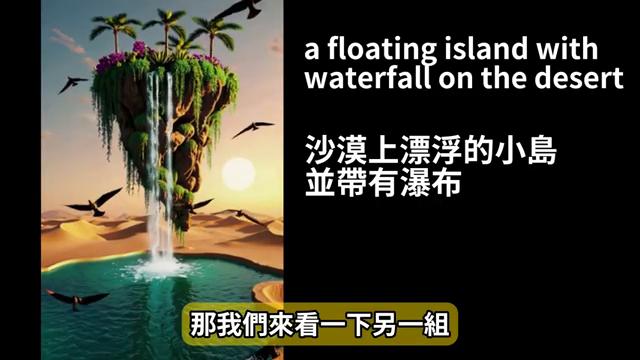 a floating island with
waterfall on the desert
沙漠上漂浮的小島
並帶有瀑布
那我們來看一下另一組